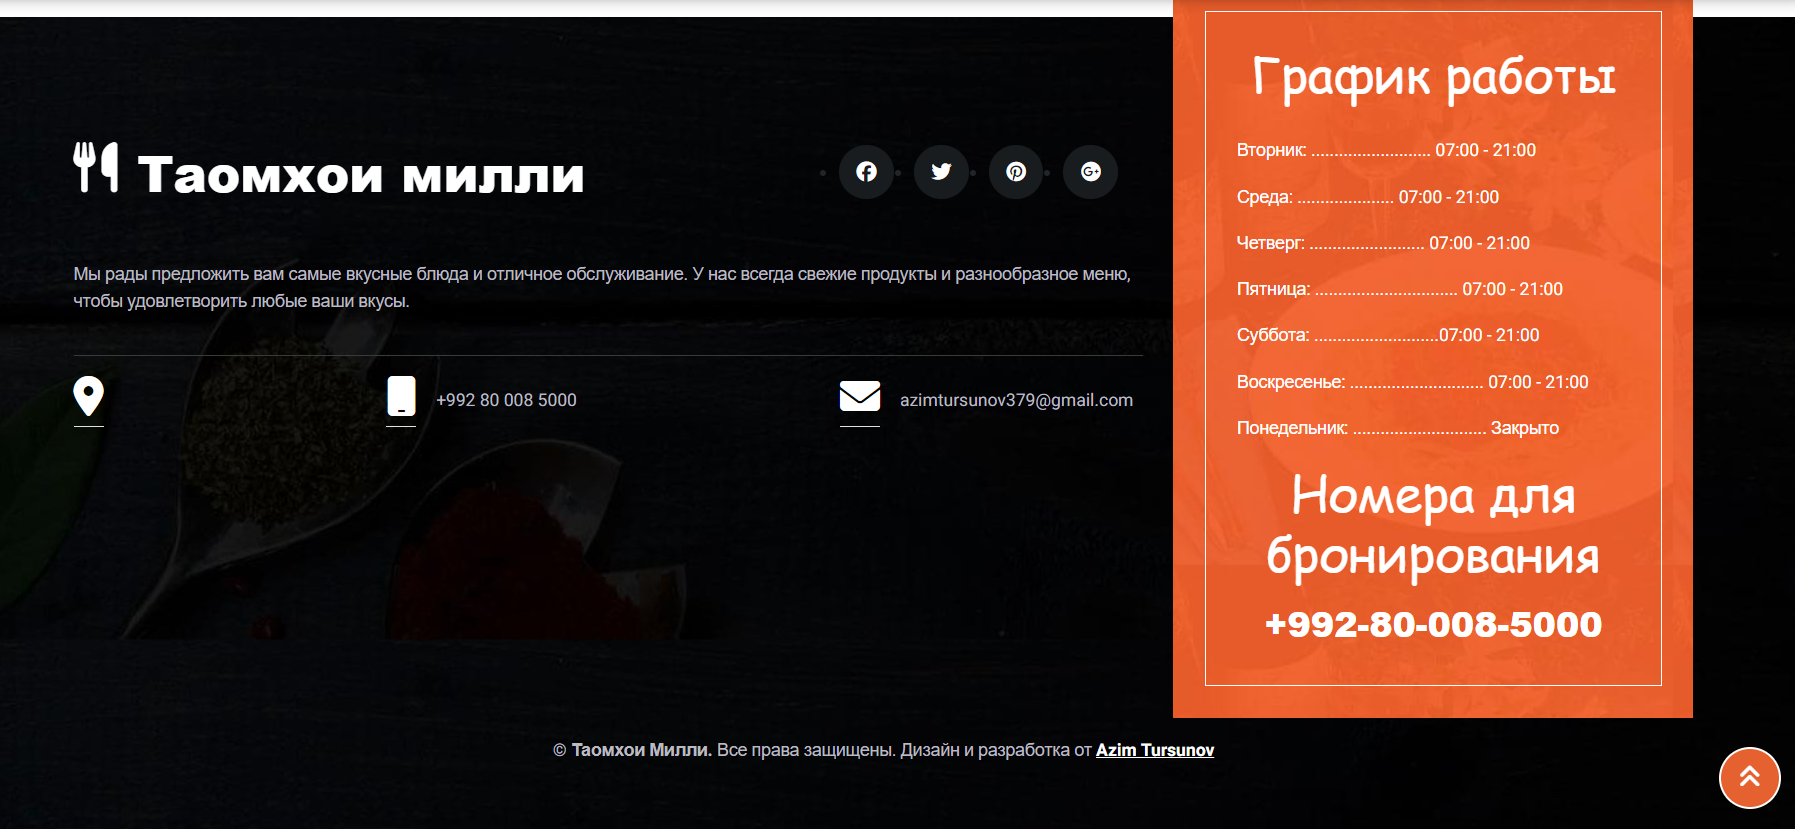 Таомхои милли
Мы рады предложить вам самые вкусные блюда и отличное обслуживание. У нас всегда свежие продукты и разнообразное меню,
чтобы удовлетворить любые ваши вкусы.
+992 80 008 5000
azimtursunov379@gmail.com
График работы
Вторник: .......................... 07:00 - 21:00
Среда: ..................... 07:00 - 21:00
Четверг: ......................... 07:00 - 21:00
Пятница: ............................... 07:00 - 21:00
Суббота: ...........................07:00 - 21:00
Воскресенье: ............................. 07:00 - 21:00
Понедельник: ............................. Закрыто
Номера для
бронирования
+992-80-008-5000
© Таомхои Милли. Все права защищены. Дизайн и разработка от Azim Tursunov